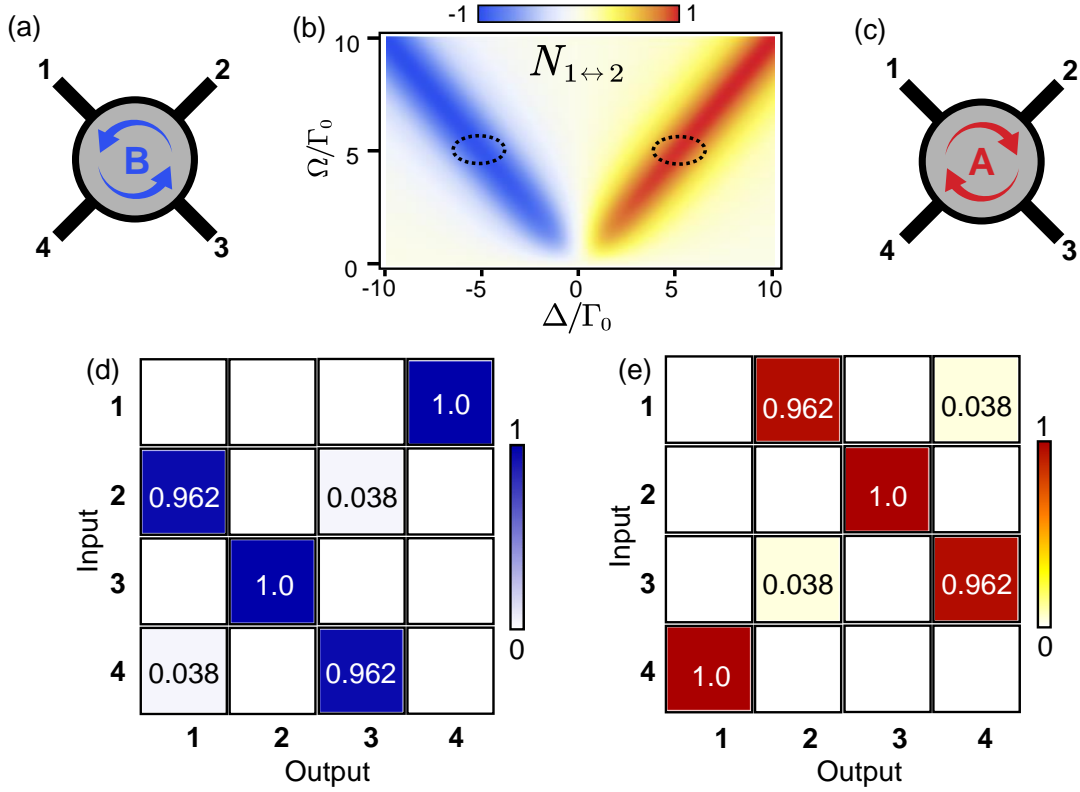 (a)
1 2
B
4 3
(b)
-1 1
N1↔2
Ω/Γ0
10
5
0
-10 -5 0 5 10
Δ/Γ0
(c)
1 2
A
4 3
(d)
1 1.0
2 0.962 0.038
3 1.0
4 0.038 0.962
1 2 3 4
Input
Output
1
0
(e)
1 0.962 0.038
2 1.0
3 0.038 0.962
4 1.0
1 2 3 4
Input
Output
1
0